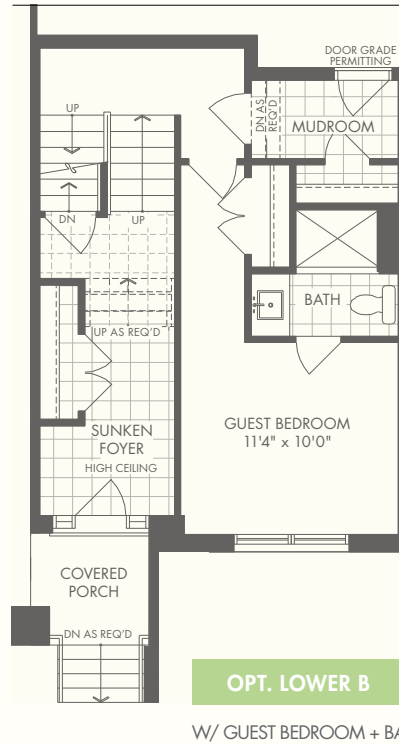 DOOR GRADE
PERMITTING
UP
DN AS
REQ'D
MUDROOM
DN
UP
BATH
UP AS REQ'D
GUEST BEDROOM
11'4" x 10'0"
SUNKEN
FOYER
HIGH CEILING
COVERED
PORCH
DN AS REQ'D
OPT. LOWER B
W/ GUEST BEDROOM + BA